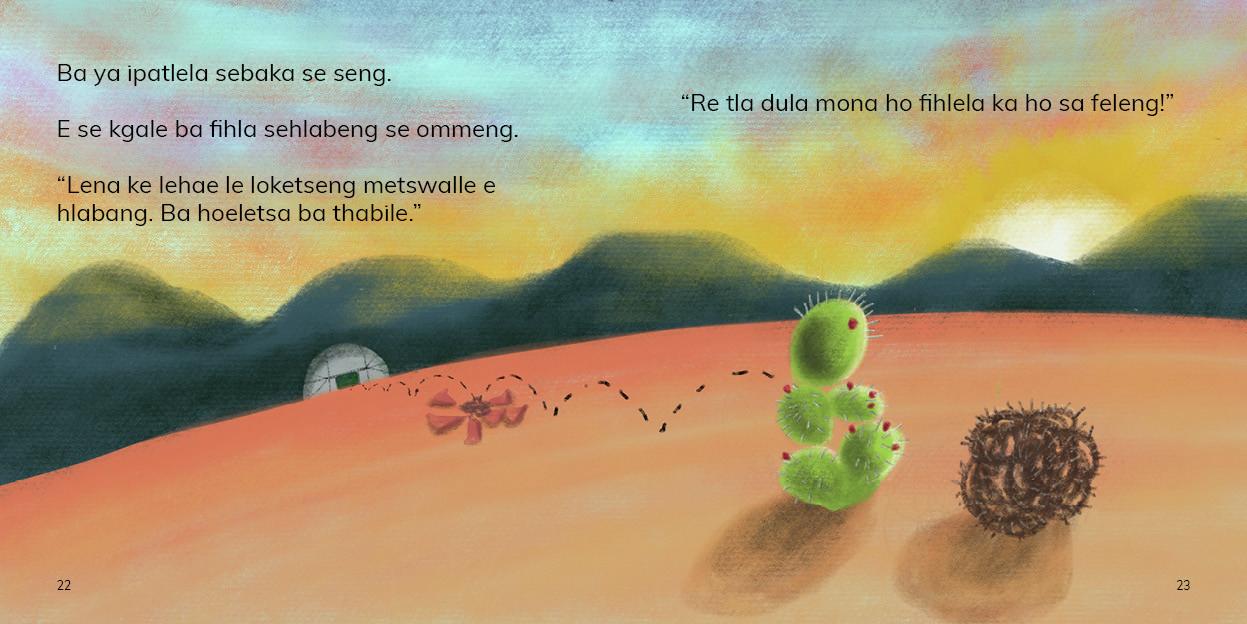 Ba ya ipatlela sebaka se seng.
E se kgale ba fihla sehlabeng se ommeng.
“Lena ke lehae le loketseng metswalle e
hlabang. Ba hoeletsa ba thabile.”
“Re tla dula mona ho fihlela ka ho sa feleng!”
22
23